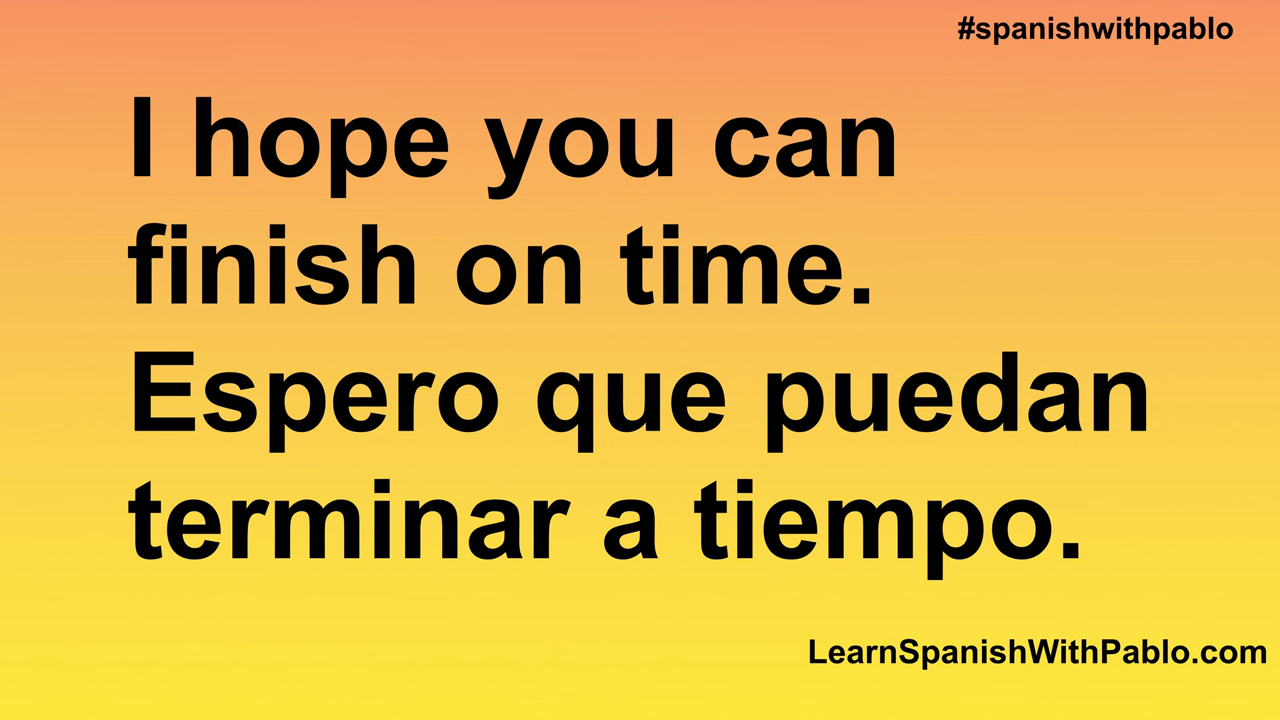 #spanishwithpablo
I hope you can
finish on time.
Espero que puedan
terminar a tiempo.
LearnSpanishWithPablo.com